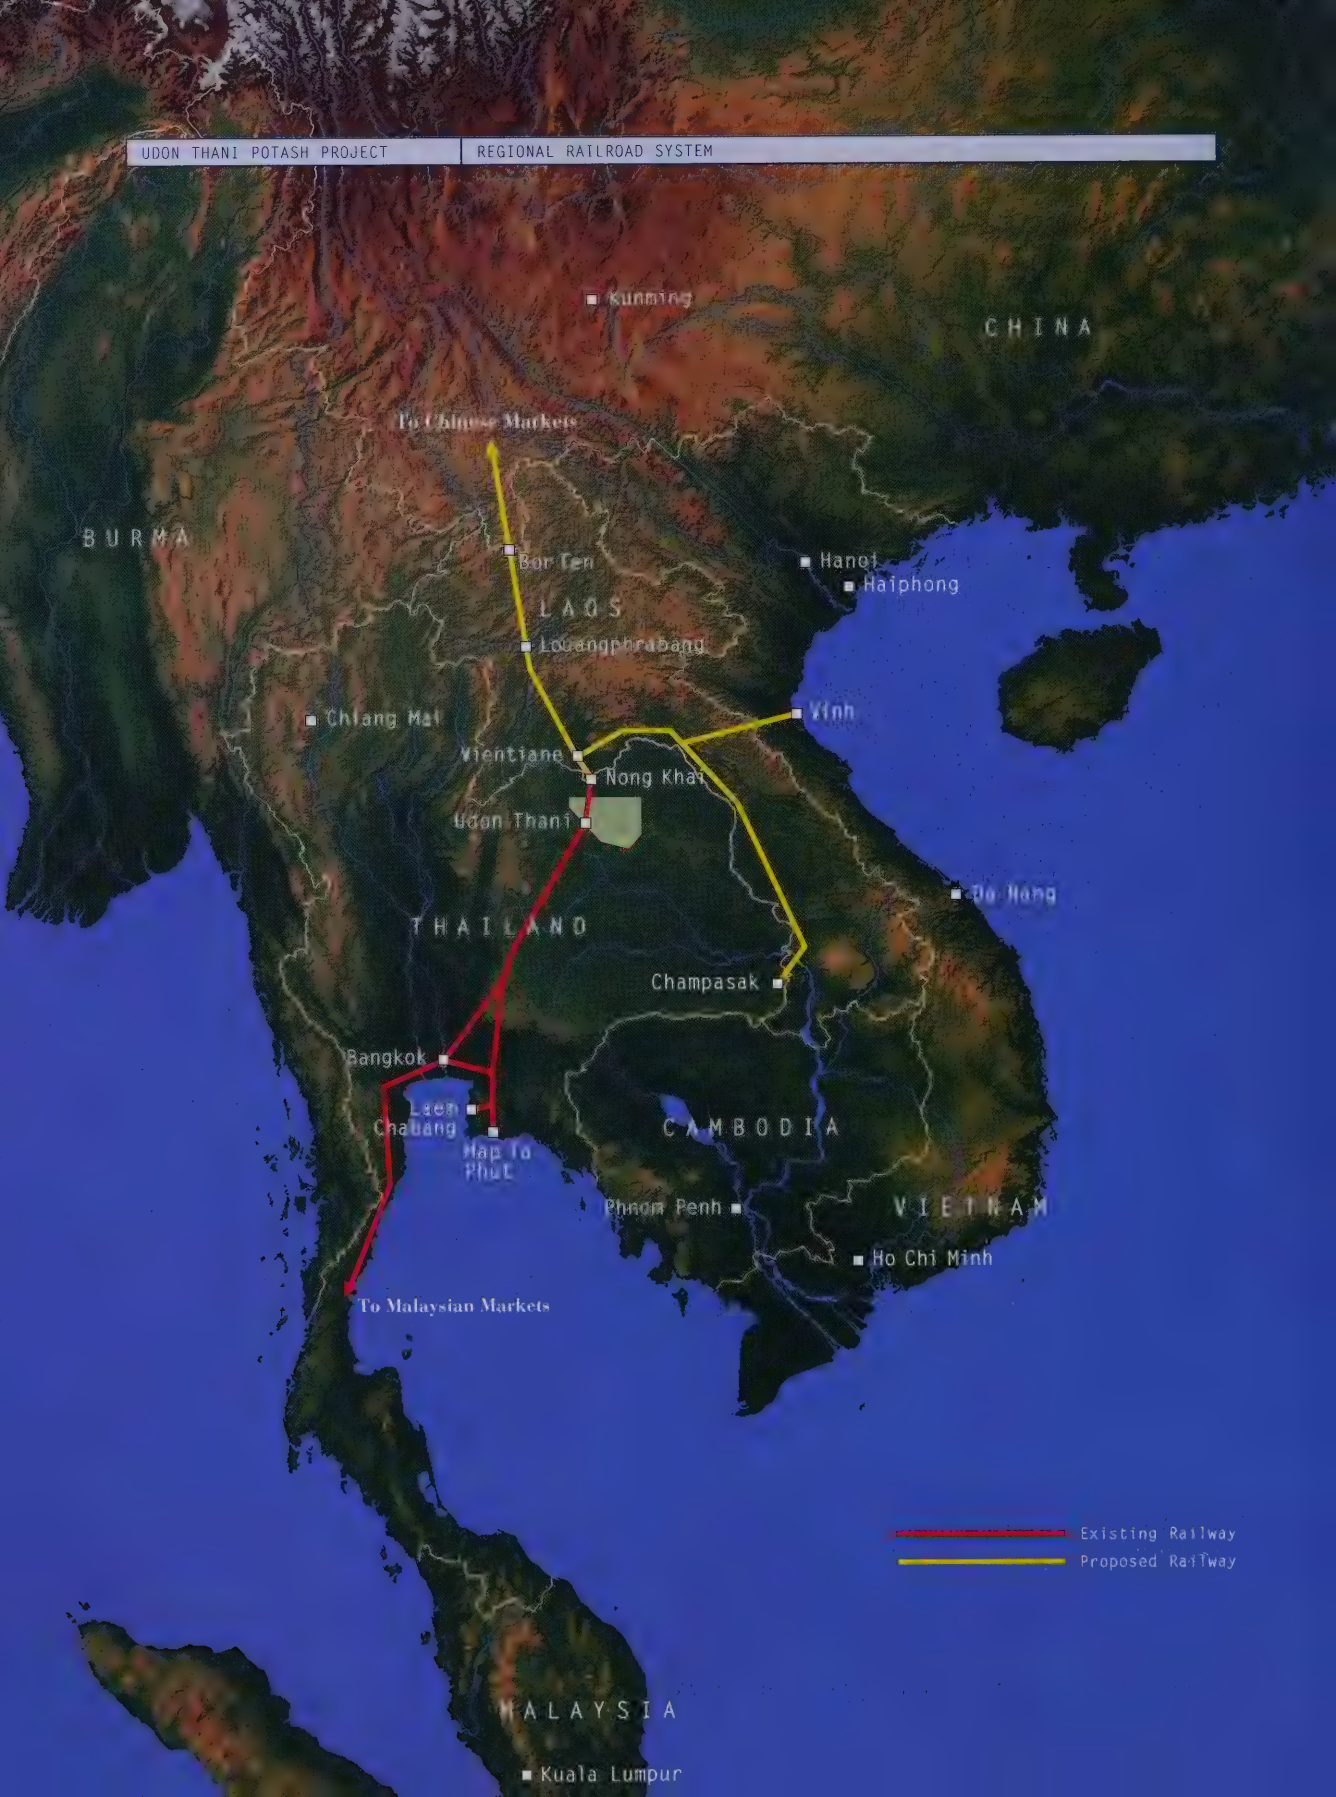 UDON THANI POTASH PROJECT
REGIONAL RAILROAD SYSTEM
Kunming
CHINA
To Chinese Markets
BURMA
Hanoi
Bor Ten
Haiphong
LAOS
Louangphrabang
Vinh
Chiang Mai
Vientiane
Nong Khai
Udon Thani
Da Nang
THAILAND
Champasak
Bangkok
Laem
Chabang
CAMBODIA
Map Ta
Phut
Phnom Penh
VIETNAM
Ho Chi Minh
To Malaysian Markets
Existing Railway
Proposed Railway
MALAYSIA
Kuala Lumpur